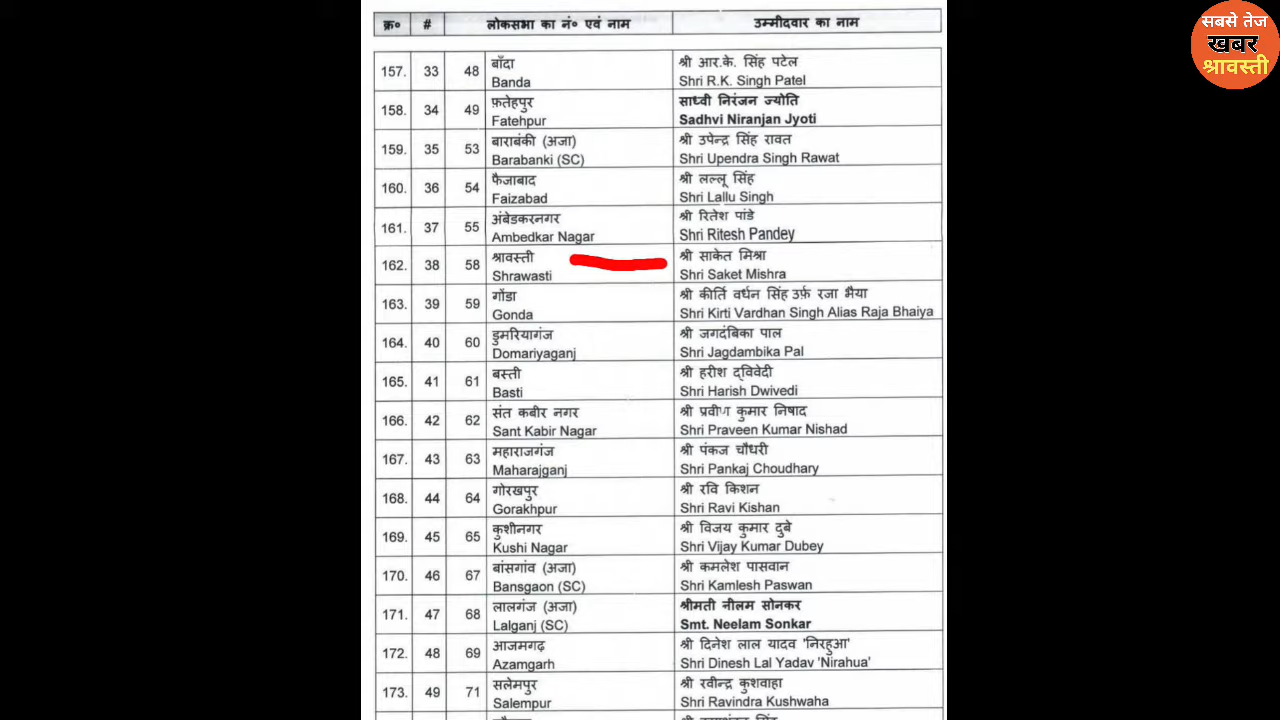 क्र० # लोकसभा का नं० एवं नाम उम्मीदवार का नाम
सबसे तेज
खबर
श्रावस्ती
157. 33 48 बाँदा श्री आर.के. सिंह पटेल
Banda Shri R.K. Singh Patel
158. 34 49 फ़तेहपुर साध्वी निरंजन ज्योति
Fatehpur Sadhvi Niranjan Jyoti
159. 35 53 बाराबंकी (अजा) श्री उपेन्द्र सिंह रावत
Barabanki (SC) Shri Upendra Singh Rawat
160. 36 54 फैजाबाद श्री लल्लू सिंह
Faizabad Shri Lallu Singh
161. 37 55 अंबेडकरनगर श्री रितेश पांडे
Ambedkar Nagar Shri Ritesh Pandey
162. 38 58 श्रावस्ती श्री साकेत मिश्रा
Shrawasti Shri Saket Mishra
163. 39 59 गोंडा श्री कीर्ति वर्धन सिंह उर्फ़ रजा भैया
Gonda Shri Kirti Vardhan Singh Alias Raja Bhaiya
164. 40 60 डुमरियागंज श्री जगदंबिका पाल
Domariyaganj Shri Jagdambika Pal
165. 41 61 बस्ती श्री हरीश द्विवेदी
Basti Shri Harish Dwivedi
166. 42 62 संत कबीर नगर श्री प्रवीण कुमार निषाद
Sant Kabir Nagar Shri Praveen Kumar Nishad
167. 43 63 महाराजगंज श्री पंकज चौधरी
Maharajganj Shri Pankaj Choudhary
168. 44 64 गोरखपुर श्री रवि किशन
Gorakhpur Shri Ravi Kishan
169. 45 65 कुशीनगर श्री विजय कुमार दुबे
Kushi Nagar Shri Vijay Kumar Dubey
170. 46 67 बांसगांव (अजा) श्री कमलेश पासवान
Bansgaon (SC) Shri Kamlesh Paswan
171. 47 68 लालगंज (अजा) श्रीमती नीलम सोनकर
Lalganj (SC) Smt. Neelam Sonkar
172. 48 69 आजमगढ़ श्री दिनेश लाल यादव 'निरहुआ'
Azamgarh Shri Dinesh Lal Yadav 'Nirahua'
173. 49 71 सलेमपुर श्री रवीन्द्र कुशवाहा
Salempur Shri Ravindra Kushwaha